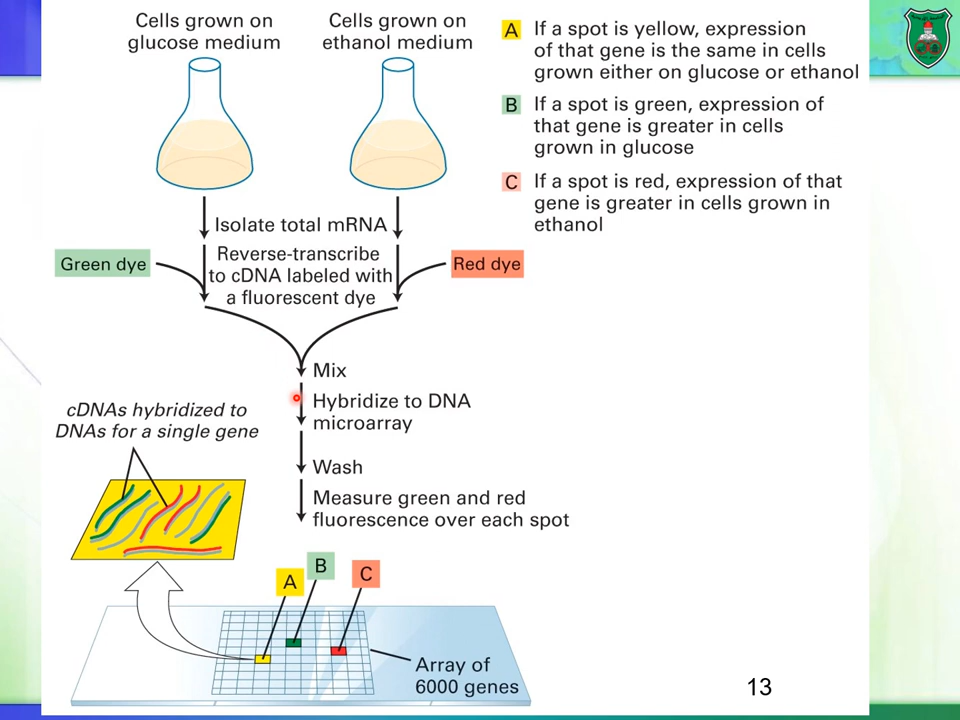 Cells grown on
glucose medium
Cells grown on
ethanol medium
A If a spot is yellow, expression
of that gene is the same in cells
grown either on glucose or ethanol
B If a spot is green, expression of
that gene is greater in cells
grown in glucose
C If a spot is red, expression of that
gene is greater in cells grown in
ethanol
Isolate total mRNA
Green dye
Reverse-transcribe
to cDNA labeled with
a fluorescent dye
Red dye
Mix
Hybridize to DNA
microarray
Wash
Measure green and red
fluorescence over each spot
cDNAs hybridized to
DNAs for a single gene
A
B
C
Array of
6000 genes
13